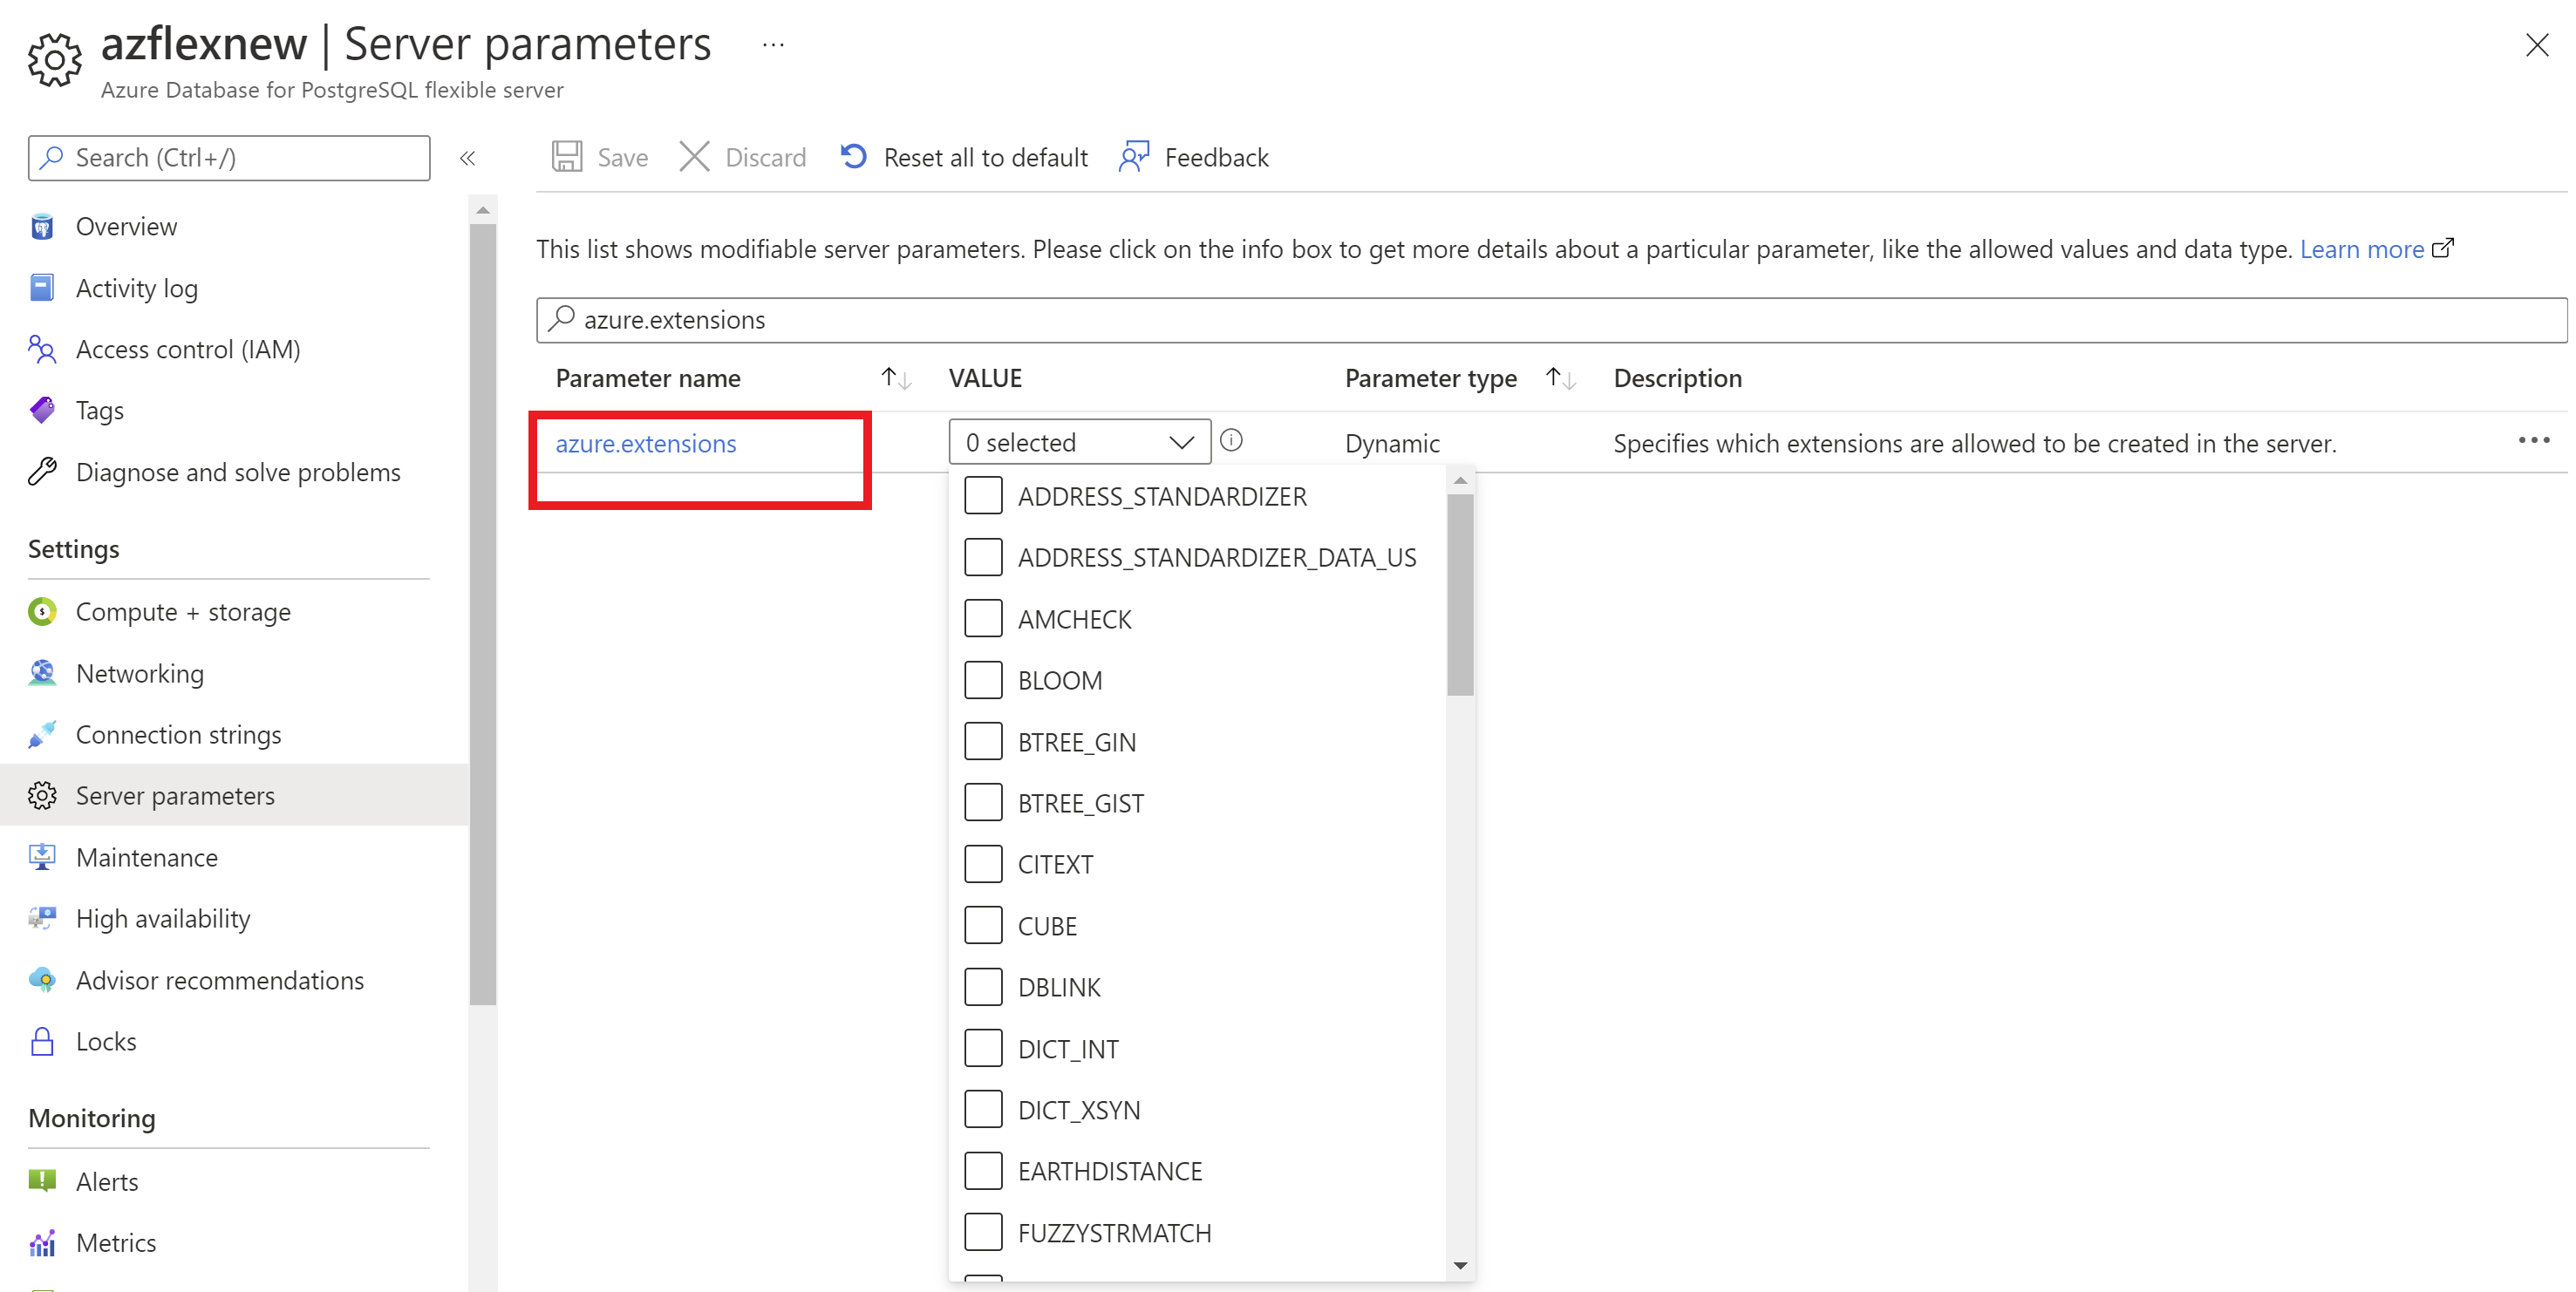 azflexnew | Server parameters ...
Azure Database for PostgreSQL flexible server
Search (Ctrl+/)
«
Overview
Activity log
Access control (IAM)
Tags
Diagnose and solve problems
Settings
Compute + storage
Networking
Connection strings
Server parameters
Maintenance
High availability
Advisor recommendations
Locks
Monitoring
Alerts
Metrics
Save Discard Reset all to default Feedback
This list shows modifiable server parameters. Please click on the info box to get more details about a particular parameter, like the allowed values and data type. Learn more
azure.extensions
Parameter name VALUE Parameter type Description
azure.extensions 0 selected Dynamic Specifies which extensions are allowed to be created in the server. ...
ADDRESS_STANDARDIZER
ADDRESS_STANDARDIZER_DATA_US
AMCHECK
BLOOM
BTREE_GIN
BTREE_GIST
CITEXT
CUBE
DBLINK
DICT_INT
DICT_XSYN
EARTHDISTANCE
FUZZYSTRMATCH